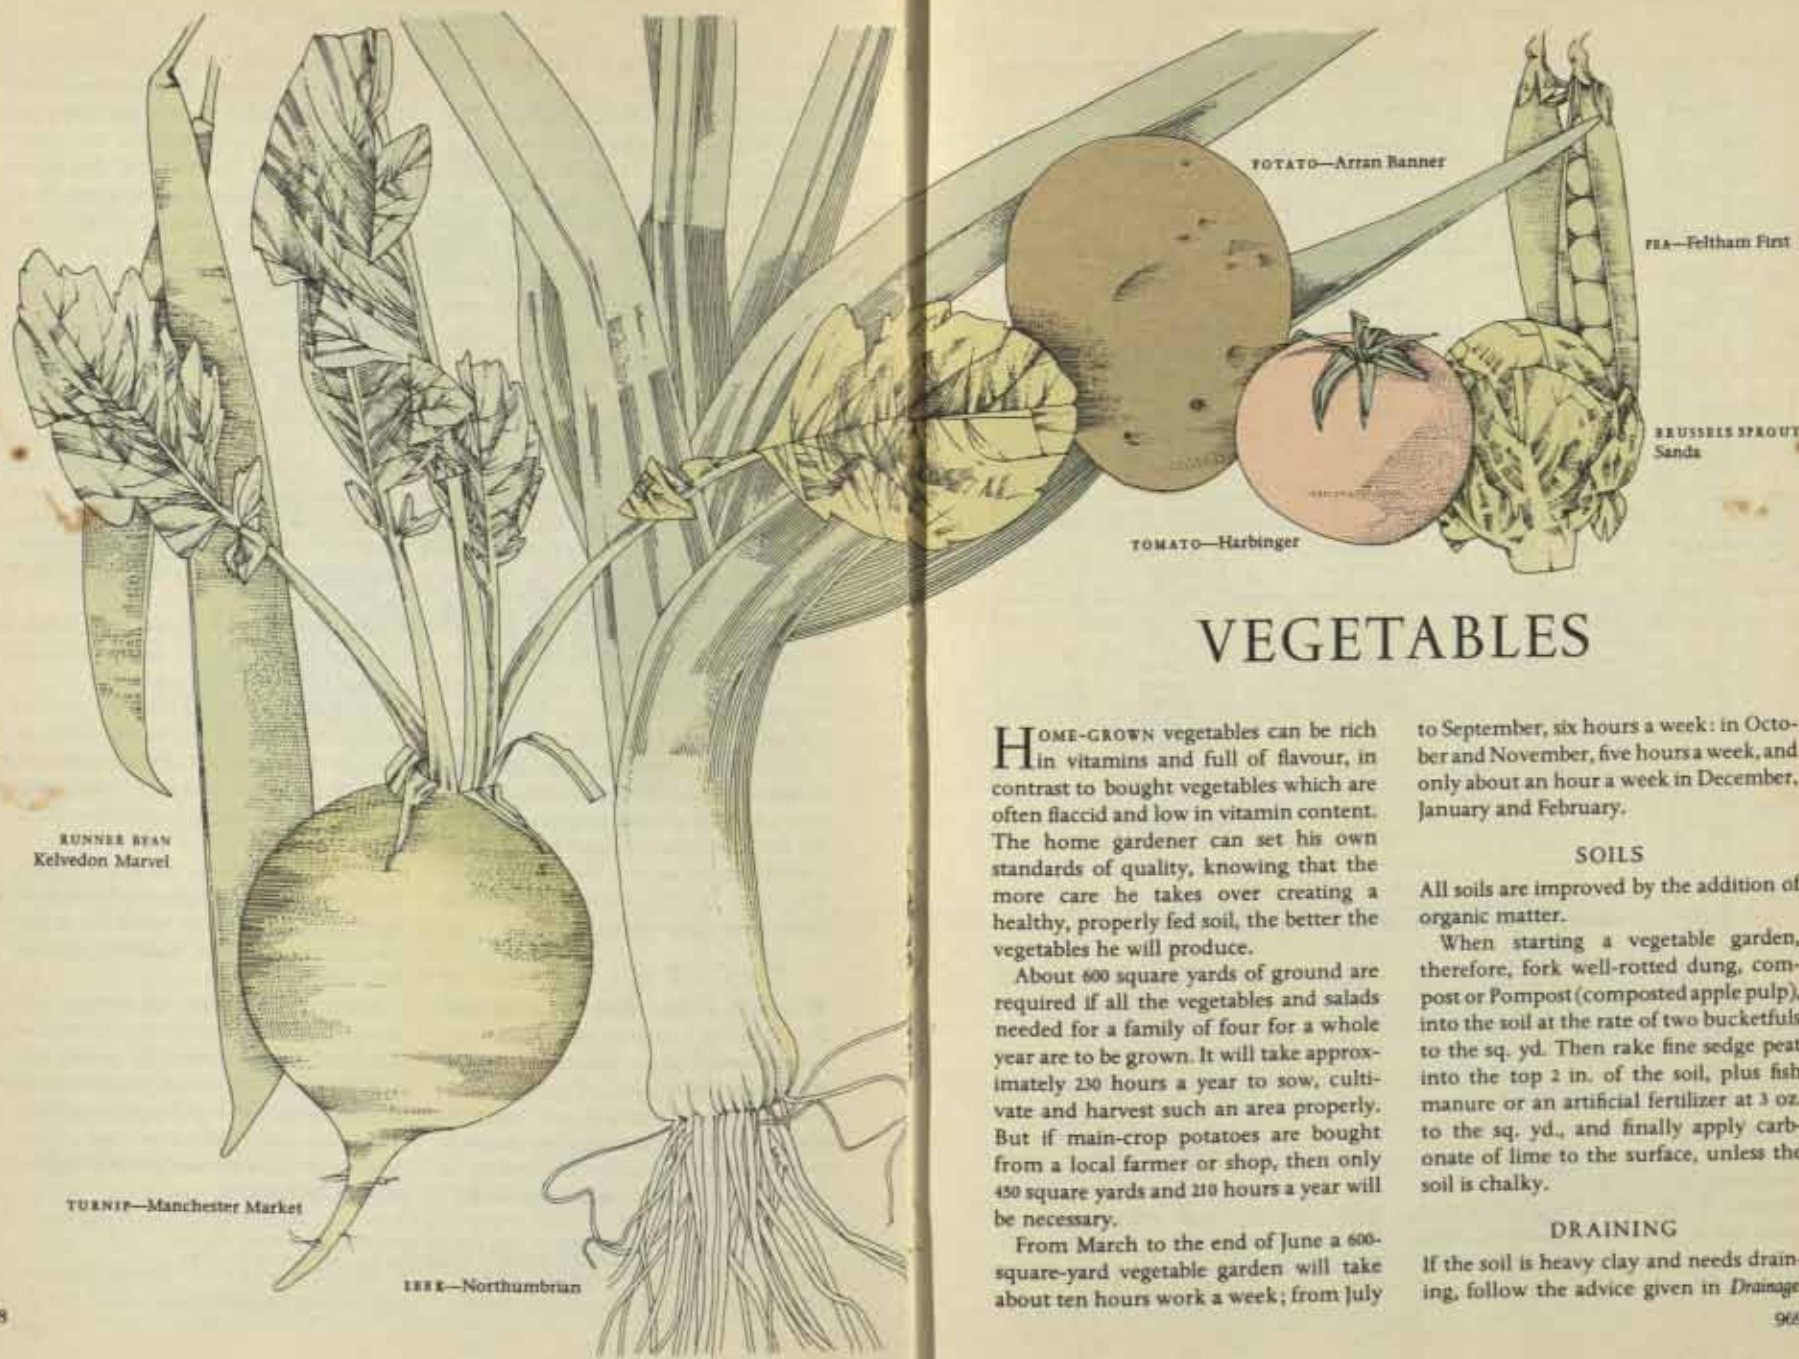 RUNNER BEAN
Kelvedon Marvel
TURNIP—Manchester Market
LEEK—Northumbrian
8
POTATO—Arran Banner
PEA—Feltham First
BRUSSELS SPROUT
Sanda
TOMATO—Harbinger
VEGETABLES
HOME-GROWN vegetables can be rich
in vitamins and full of flavour, in
contrast to bought vegetables which are
often flaccid and low in vitamin content.
The home gardener can set his own
standards of quality, knowing that the
more care he takes over creating a
healthy, properly fed soil, the better the
vegetables he will produce.
About 600 square yards of ground are
required if all the vegetables and salads
needed for a family of four for a whole
year are to be grown. It will take approx-
imately 230 hours a year to sow, culti-
vate and harvest such an area properly.
But if main-crop potatoes are bought
from a local farmer or shop, then only
450 square yards and 210 hours a year will
be necessary.
From March to the end of June a 600-
square-yard vegetable garden will take
about ten hours work a week; from July
to September, six hours a week: in Octo-
ber and November, five hours a week, and
only about an hour a week in December,
January and February.
SOILS
All soils are improved by the addition of
organic matter.
When starting a vegetable garden,
therefore, fork well-rotted dung, com-
post or Pompost (composted apple pulp),
into the soil at the rate of two bucketfuls
to the sq. yd. Then rake fine sedge peat
into the top 2 in. of the soil, plus fish
manure or an artificial fertilizer at 3 oz.
to the sq. yd., and finally apply carb-
onate of lime to the surface, unless the
soil is chalky.
DRAINING
If the soil is heavy clay and needs drain-
ing, follow the advice given in Drainage
969